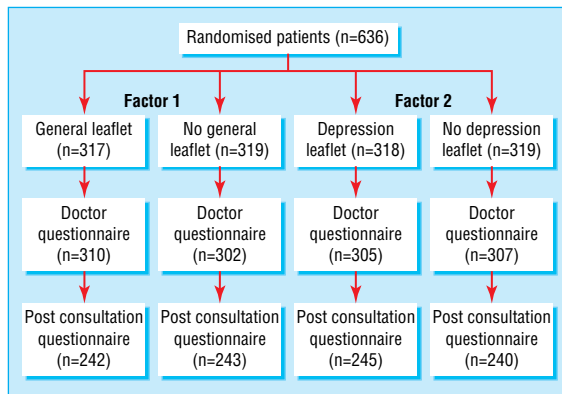 Randomised patients (n=636)
Factor 1
Factor 2
General leaflet
(n=317)
No general
leaflet (n=319)
Depression
leaflet (n=318)
No depression
leaflet (n=319)
Doctor
questionnaire
(n=310)
Doctor
questionnaire
(n=302)
Doctor
questionnaire
(n=305)
Doctor
questionnaire
(n=307)
Post consultation
questionnaire
(n=242)
Post consultation
questionnaire
(n=243)
Post consultation
questionnaire
(n=245)
Post consultation
questionnaire
(n=240)